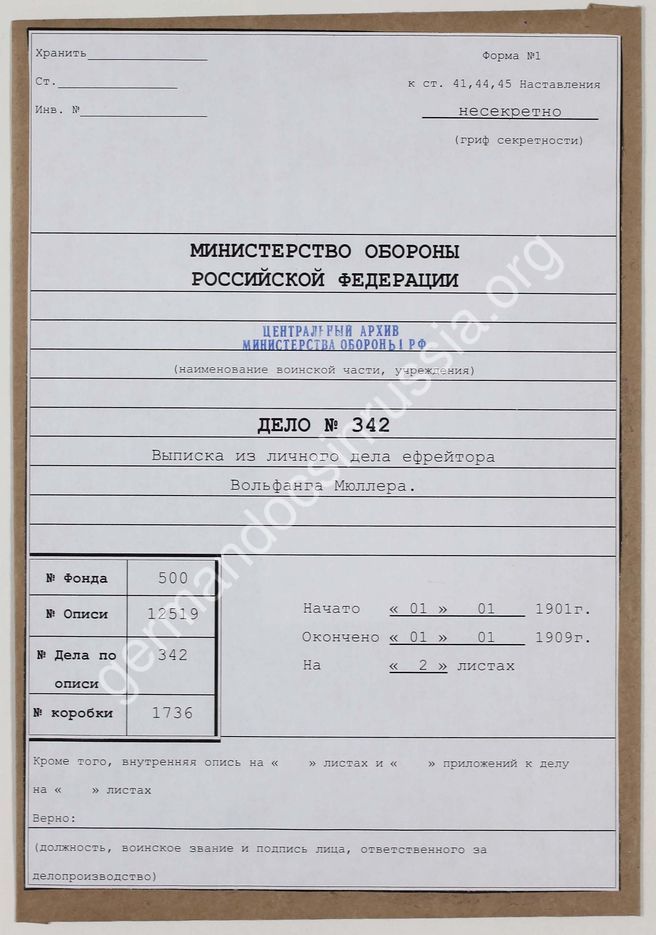 Хранить
Форма №1
Ст.
к ст. 41,44,45 Наставления
Инв. №
несекретно
(гриф секретности)
МИНИСТЕРСТВО ОБОРОНЫ
РОССИЙСКОЙ ФЕДЕРАЦИИ
ЦЕНТРАЛЬНЫЙ АРХИВ
МИНИСТЕРСТВА ОБОРОНЫ РФ
(наименование воинской части, учреждения)
ДЕЛО № 342
Выписка из личного дела ефрейтора
Вольфанга Мюллера.
№ Фонда 500
№ Описи 12519
№ Дела по 342
описи
№ коробки 1736
Начато « 01 » 01 1901г.
Окончено « 01 » 01 1909г.
На « 2 » листах
Кроме того, внутренняя опись на « » листах и « » приложений к делу
на « » листах
Верно:
(должность, воинское звание и подпись лица, ответственного за
делопроизводство)
germandocsinrussia.org